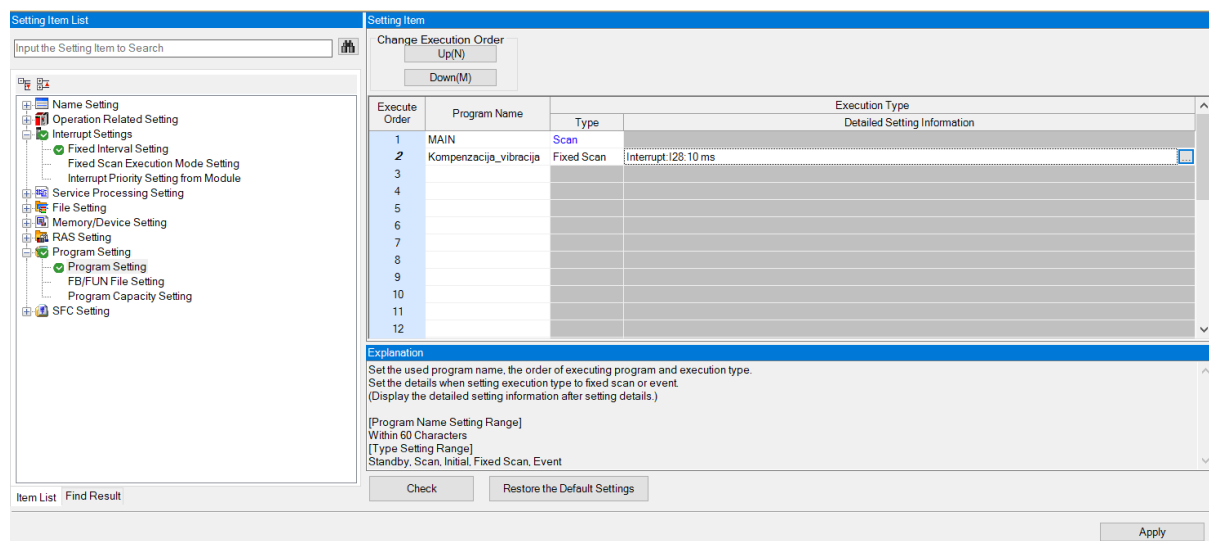 Setting Item List
Input the Setting Item to Search
Name Setting
Operation Related Setting
Interrupt Settings
Fixed Interval Setting
Fixed Scan Execution Mode Setting
Interrupt Priority Setting from Module
Service Processing Setting
File Setting
Memory/Device Setting
RAS Setting
Program Setting
Program Setting
FB/FUN File Setting
Program Capacity Setting
SFC Setting
Item List Find Result
Setting Item
Change Execution Order
Up(N)
Down(M)
Execute Order Program Name Execution Type
Type Detailed Setting Information
1 MAIN Scan
2 Kompenzacija_vibracija Fixed Scan Interrupt:I28:10 ms ...
3
4
5
6
7
8
9
10
11
12
Explanation
Set the used program name, the order of executing program and execution type.
Set the details when setting execution type to fixed scan or event.
(Display the detailed setting information after setting details.)
[Program Name Setting Range]
Within 60 Characters
[Type Setting Range]
Standby, Scan, Initial, Fixed Scan, Event
Check Restore the Default Settings
Apply